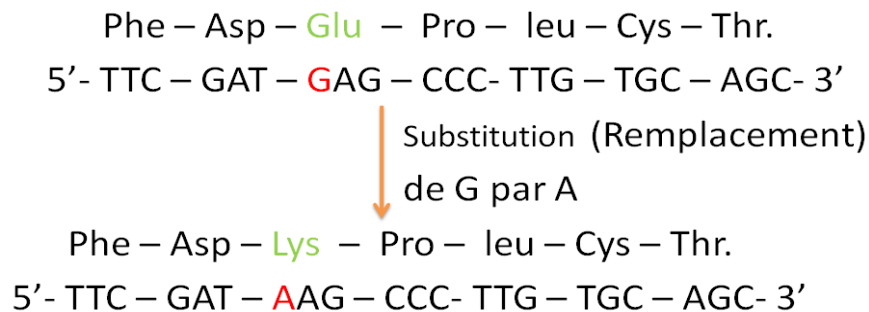 Phe – Asp – Glu – Pro – leu – Cys – Thr.
5’- TTC – GAT – GAG – CCC- TTG – TGC – AGC- 3’
Substitution (Remplacement)
de G par A
Phe – Asp – Lys – Pro – leu – Cys – Thr.
5’- TTC – GAT – AAG – CCC- TTG – TGC – AGC- 3’